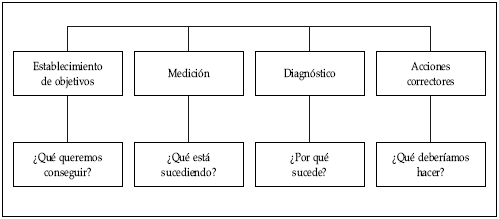 Establecimiento
de objetivos
Medición
Diagnóstico
Acciones
correctores
¿Qué queremos
conseguir?
¿Qué está
sucediendo?
¿Por qué
sucede?
¿Qué deberíamos
hacer?